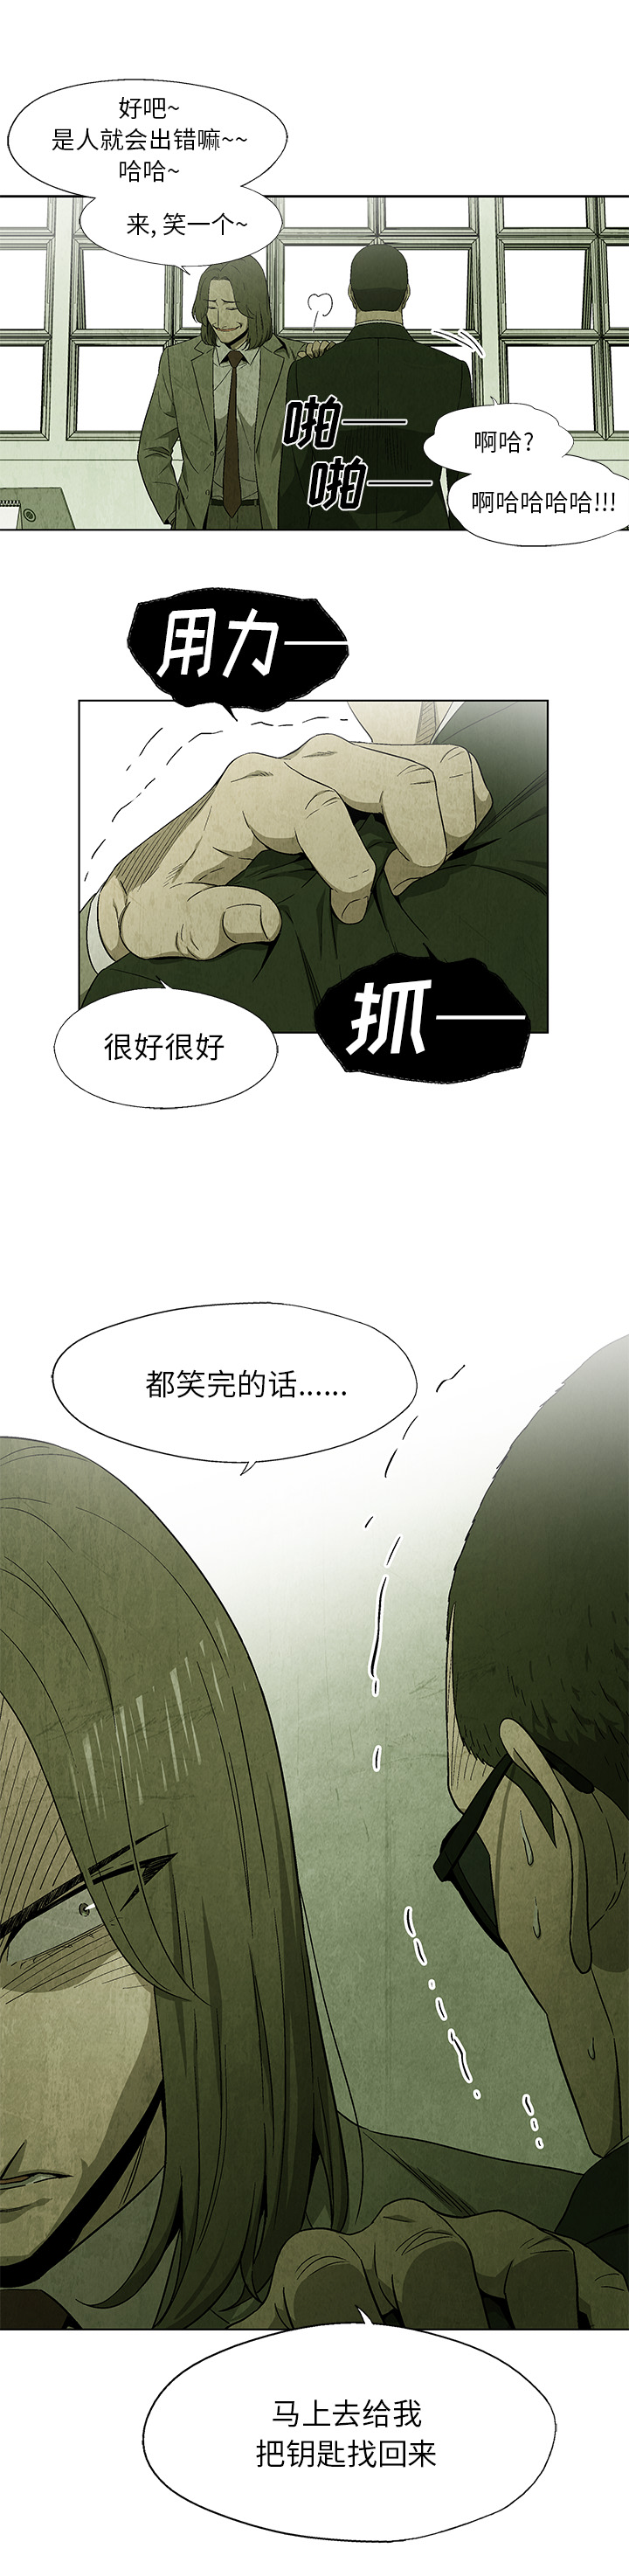 好吧~
是人就会出错嘛~~
哈哈~
来, 笑一个~
啪——
啪——
啊哈?
啊哈哈哈哈!!!
用力——
抓——
很好很好
都笑完的话......
马上去给我
把钥匙找回来